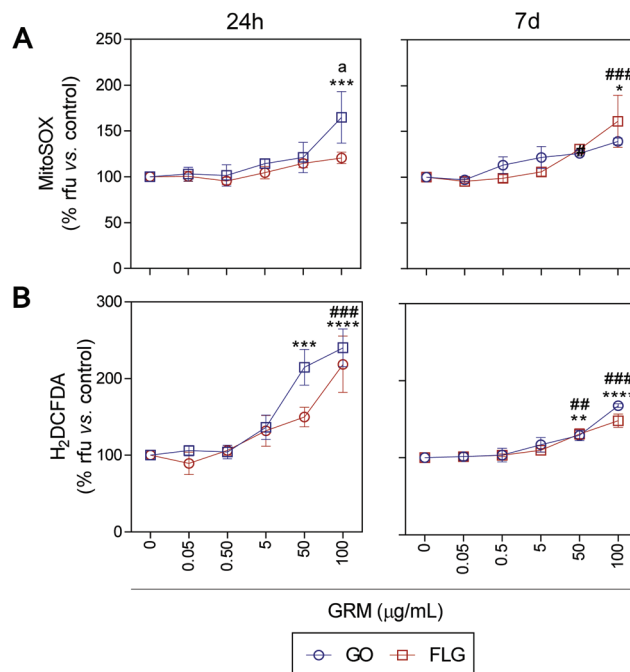 24h
7d
A
MitoSOX
(% rfu vs. control)
250
200
150
100
50
0
a
***
###
*
#
B
H₂DCFDA
(% rfu vs. control)
300
200
100
0
***
###
****
##
**
###
****
0
0.05
0.50
5
50
100
0
0.05
0.5
5
50
100
GRM (µg/mL)
GO
FLG